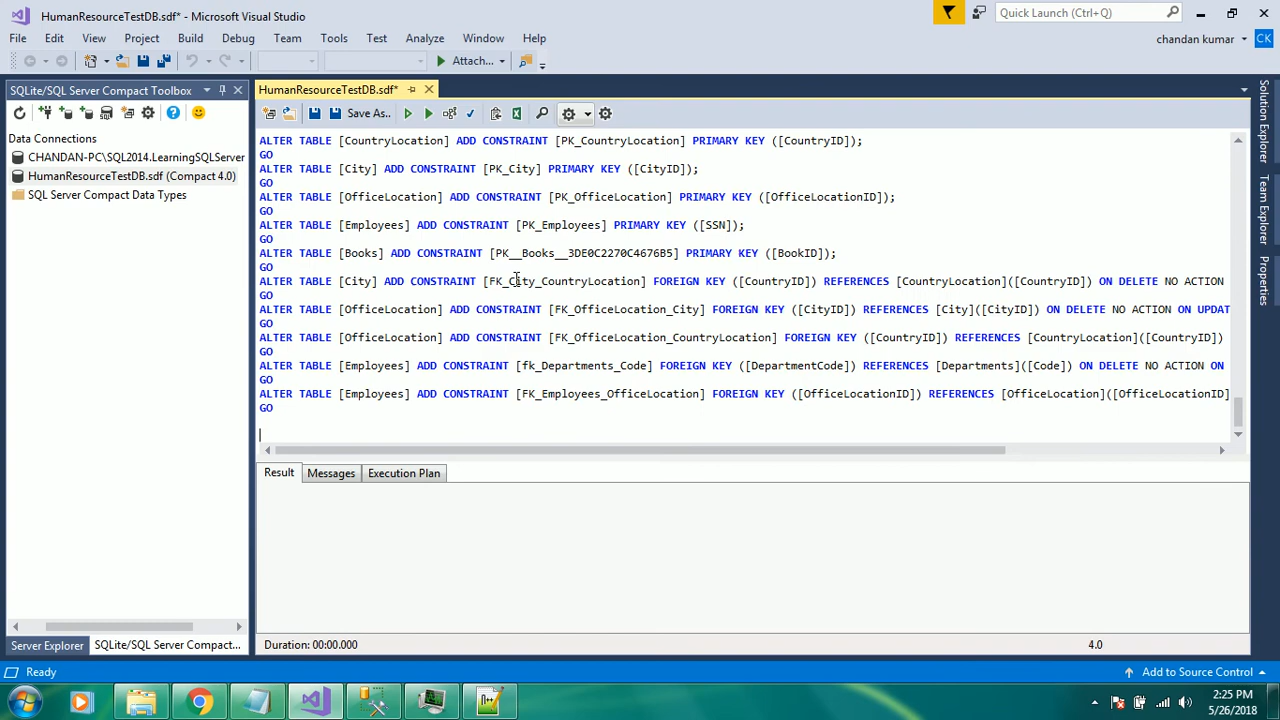 HumanResourceTestDB.sdf* - Microsoft Visual Studio
Quick Launch (Ctrl+Q)
File Edit View Project Build Debug Team Tools Test Analyze Window Help
chandan kumar
CK
Attach...
SQLite/SQL Server Compact Toolbox
HumanResourceTestDB.sdf*
Save As..
Data Connections
CHANDAN-PC\SQL2014.LearningSQLServer
HumanResourceTestDB.sdf (Compact 4.0)
SQL Server Compact Data Types
ALTER TABLE [CountryLocation] ADD CONSTRAINT [PK_CountryLocation] PRIMARY KEY ([CountryID]);
GO
ALTER TABLE [City] ADD CONSTRAINT [PK_City] PRIMARY KEY ([CityID]);
GO
ALTER TABLE [OfficeLocation] ADD CONSTRAINT [PK_OfficeLocation] PRIMARY KEY ([OfficeLocationID]);
GO
ALTER TABLE [Employees] ADD CONSTRAINT [PK_Employees] PRIMARY KEY ([SSN]);
GO
ALTER TABLE [Books] ADD CONSTRAINT [PK__Books__3DE0C2270C4676B5] PRIMARY KEY ([BookID]);
GO
ALTER TABLE [City] ADD CONSTRAINT [FK_City_CountryLocation] FOREIGN KEY ([CountryID]) REFERENCES [CountryLocation]([CountryID]) ON DELETE NO ACTION
GO
ALTER TABLE [OfficeLocation] ADD CONSTRAINT [FK_OfficeLocation_City] FOREIGN KEY ([CityID]) REFERENCES [City]([CityID]) ON DELETE NO ACTION ON UPDAT
GO
ALTER TABLE [OfficeLocation] ADD CONSTRAINT [FK_OfficeLocation_CountryLocation] FOREIGN KEY ([CountryID]) REFERENCES [CountryLocation]([CountryID])
GO
ALTER TABLE [Employees] ADD CONSTRAINT [fk_Departments_Code] FOREIGN KEY ([DepartmentCode]) REFERENCES [Departments]([Code]) ON DELETE NO ACTION ON
GO
ALTER TABLE [Employees] ADD CONSTRAINT [FK_Employees_OfficeLocation] FOREIGN KEY ([OfficeLocationID]) REFERENCES [OfficeLocation]([OfficeLocationID]
GO
Result Messages Execution Plan
Duration: 00:00.000
4.0
Server Explorer SQLite/SQL Server Compact...
Solution Explorer
Team Explorer
Properties
Ready
Add to Source Control
2:25 PM
5/26/2018